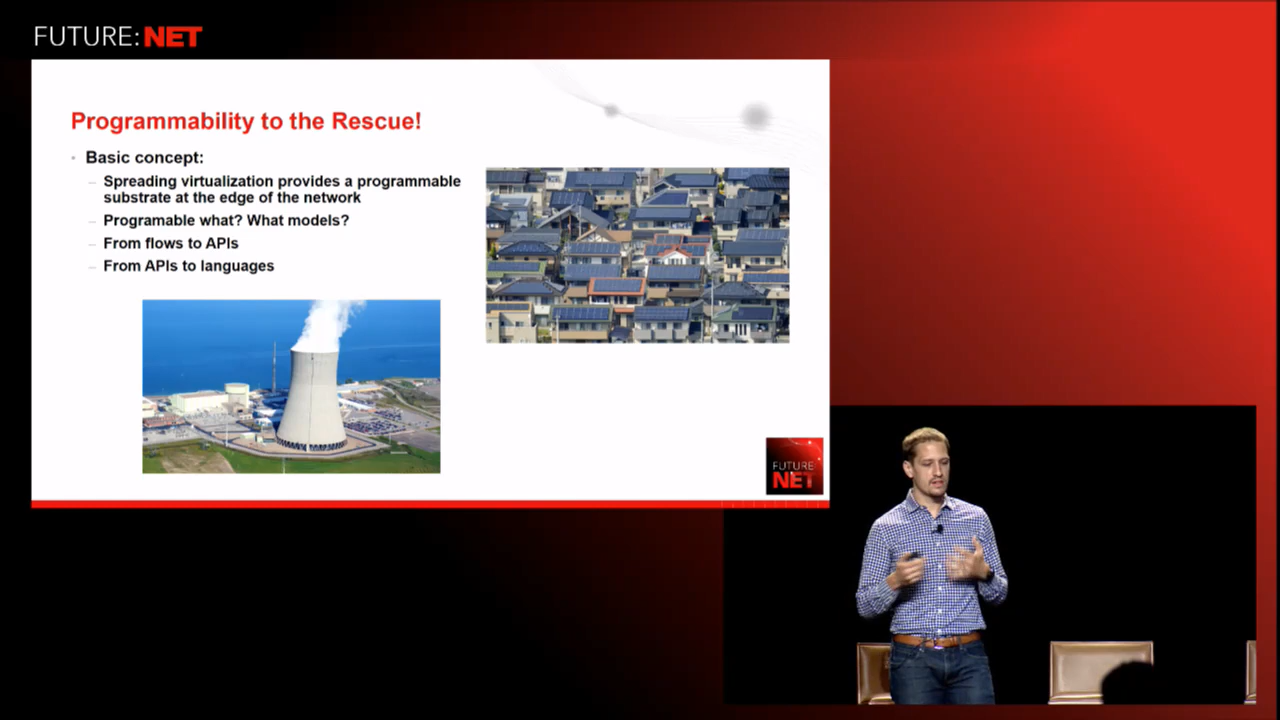 FUTURE:NET
Programmability to the Rescue!
Basic concept:
Spreading virtualization provides a programmable
substrate at the edge of the network
Programable what? What models?
From flows to APIs
From APIs to languages
FUTURE:
NET